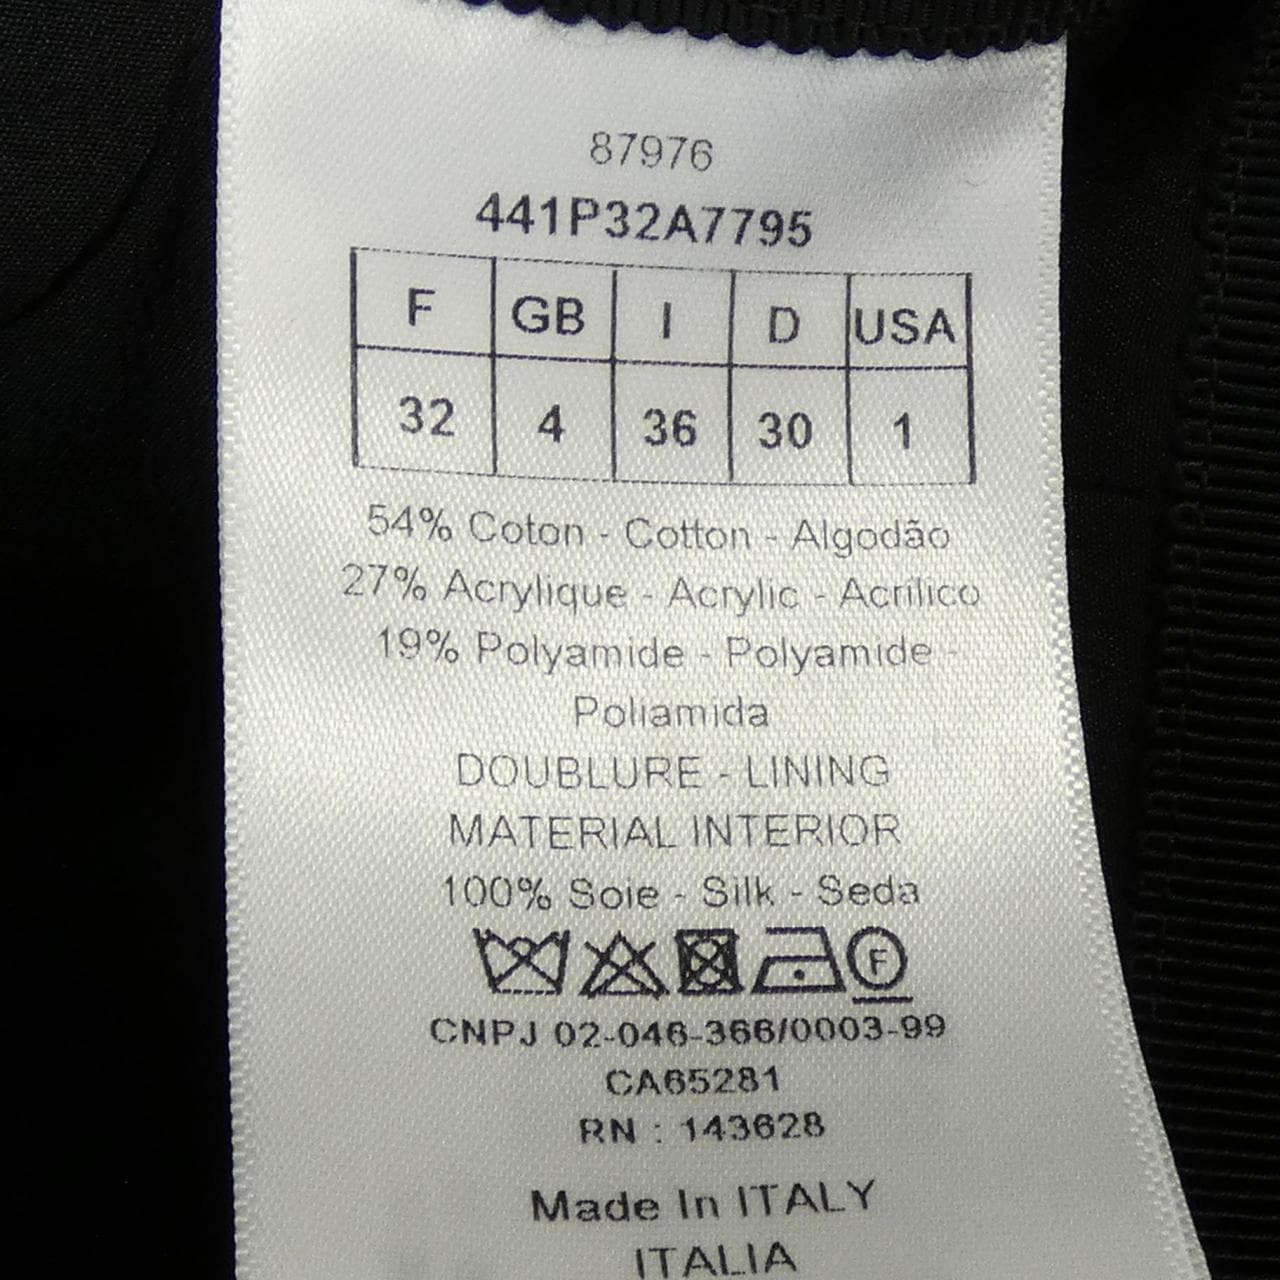 87976
441P32A7795
F GB I D USA
32 4 36 30 1
54% Coton - Cotton - Algodão
27% Acrylique - Acrylic - Acrílico
19% Polyamide - Polyamide -
Poliamida
DOUBLURE - LINING
MATERIAL INTERIOR
100% Soie - Silk - Seda
F
CNPJ 02-046-366/0003-99
CA65281
RN : 143628
Made In ITALY
ITALIA